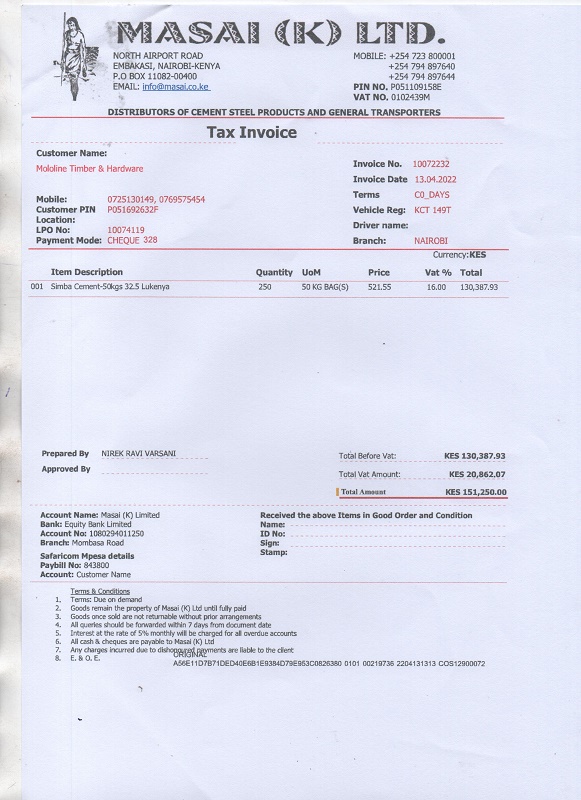 MASAI (K) LTD.
NORTH AIRPORT ROAD
EMBAKASI, NAIROBI-KENYA
P.O BOX 11082-00400
EMAIL: info@masai.co.ke
MOBILE: +254 723 800001
+254 794 897640
+254 794 897644
PIN NO. P051109158E
VAT NO. 0102439M
DISTRIBUTORS OF CEMENT STEEL PRODUCTS AND GENERAL TRANSPORTERS
Tax Invoice
Customer Name:
Mololine Timber & Hardware
Mobile: 0725130149, 0769575454
Customer PIN P051692632F
Location:
LPO No: 10074119
Payment Mode: CHEQUE 328
Invoice No. 10072232
Invoice Date 13.04.2022
Terms C0_DAYS
Vehicle Reg: KCT 149T
Driver name:
Branch: NAIROBI
Currency:KES
Item Description Quantity UoM Price Vat % Total
001 Simba Cement-50kgs 32.5 Lukenya 250 50 KG BAG(S) 521.55 16.00 130,387.93
Prepared By NIREK RAVI VARSANI
Approved By
Total Before Vat: KES 130,387.93
Total Vat Amount: KES 20,862.07
Total Amount KES 151,250.00
Account Name: Masai (K) Limited
Bank: Equity Bank Limited
Account No: 1080294011250
Branch: Mombasa Road
Safaricom Mpesa details
Paybill No: 843800
Account: Customer Name
Received the above Items in Good Order and Condition
Name:
ID No:
Sign:
Stamp:
Terms & Conditions
1. Terms: Due on demand
2. Goods remain the property of Masai (K) Ltd until fully paid
3. Goods once sold are not returnable without prior arrangements
4. All queries should be forwarded within 7 days from document date
5. Interest at the rate of 5% monthly will be charged for all overdue accounts
6. All cash & cheques are payable to Masai (K) Ltd
7. Any charges incurred due to dishonoured payments are liable to the client
8. E. & O. E.
ORIGINAL
A56E11D7B71DED40E6B1E9384D79E953C0826380 0101 00219736 2204131313 COS12900072